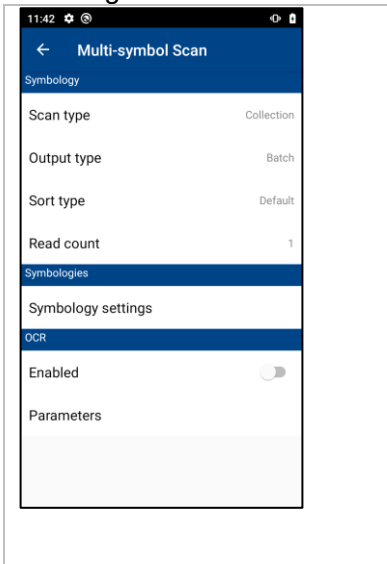 11:42
Multi-symbol Scan
Symbology
Scan type Collection
Output type Batch
Sort type Default
Read count 1
Symbologies
Symbology settings
OCR
Enabled
Parameters